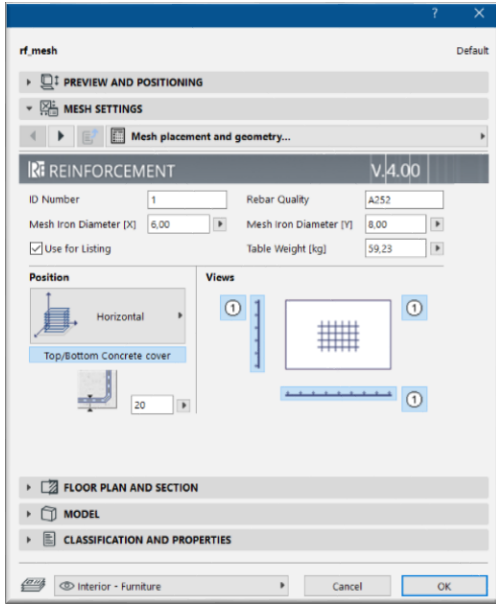 ? ×
rf_mesh Default
PREVIEW AND POSITIONING
MESH SETTINGS
Mesh placement and geometry...
RF REINFORCEMENT V.4.00
ID Number 1 Rebar Quality A252
Mesh Iron Diameter [X] 6,00 Mesh Iron Diameter [Y] 8,00
Use for Listing Table Weight [kg] 59,23
Position Views
Horizontal 1 1
Top/Bottom Concrete cover
20 1
FLOOR PLAN AND SECTION
MODEL
CLASSIFICATION AND PROPERTIES
Interior - Furniture Cancel OK